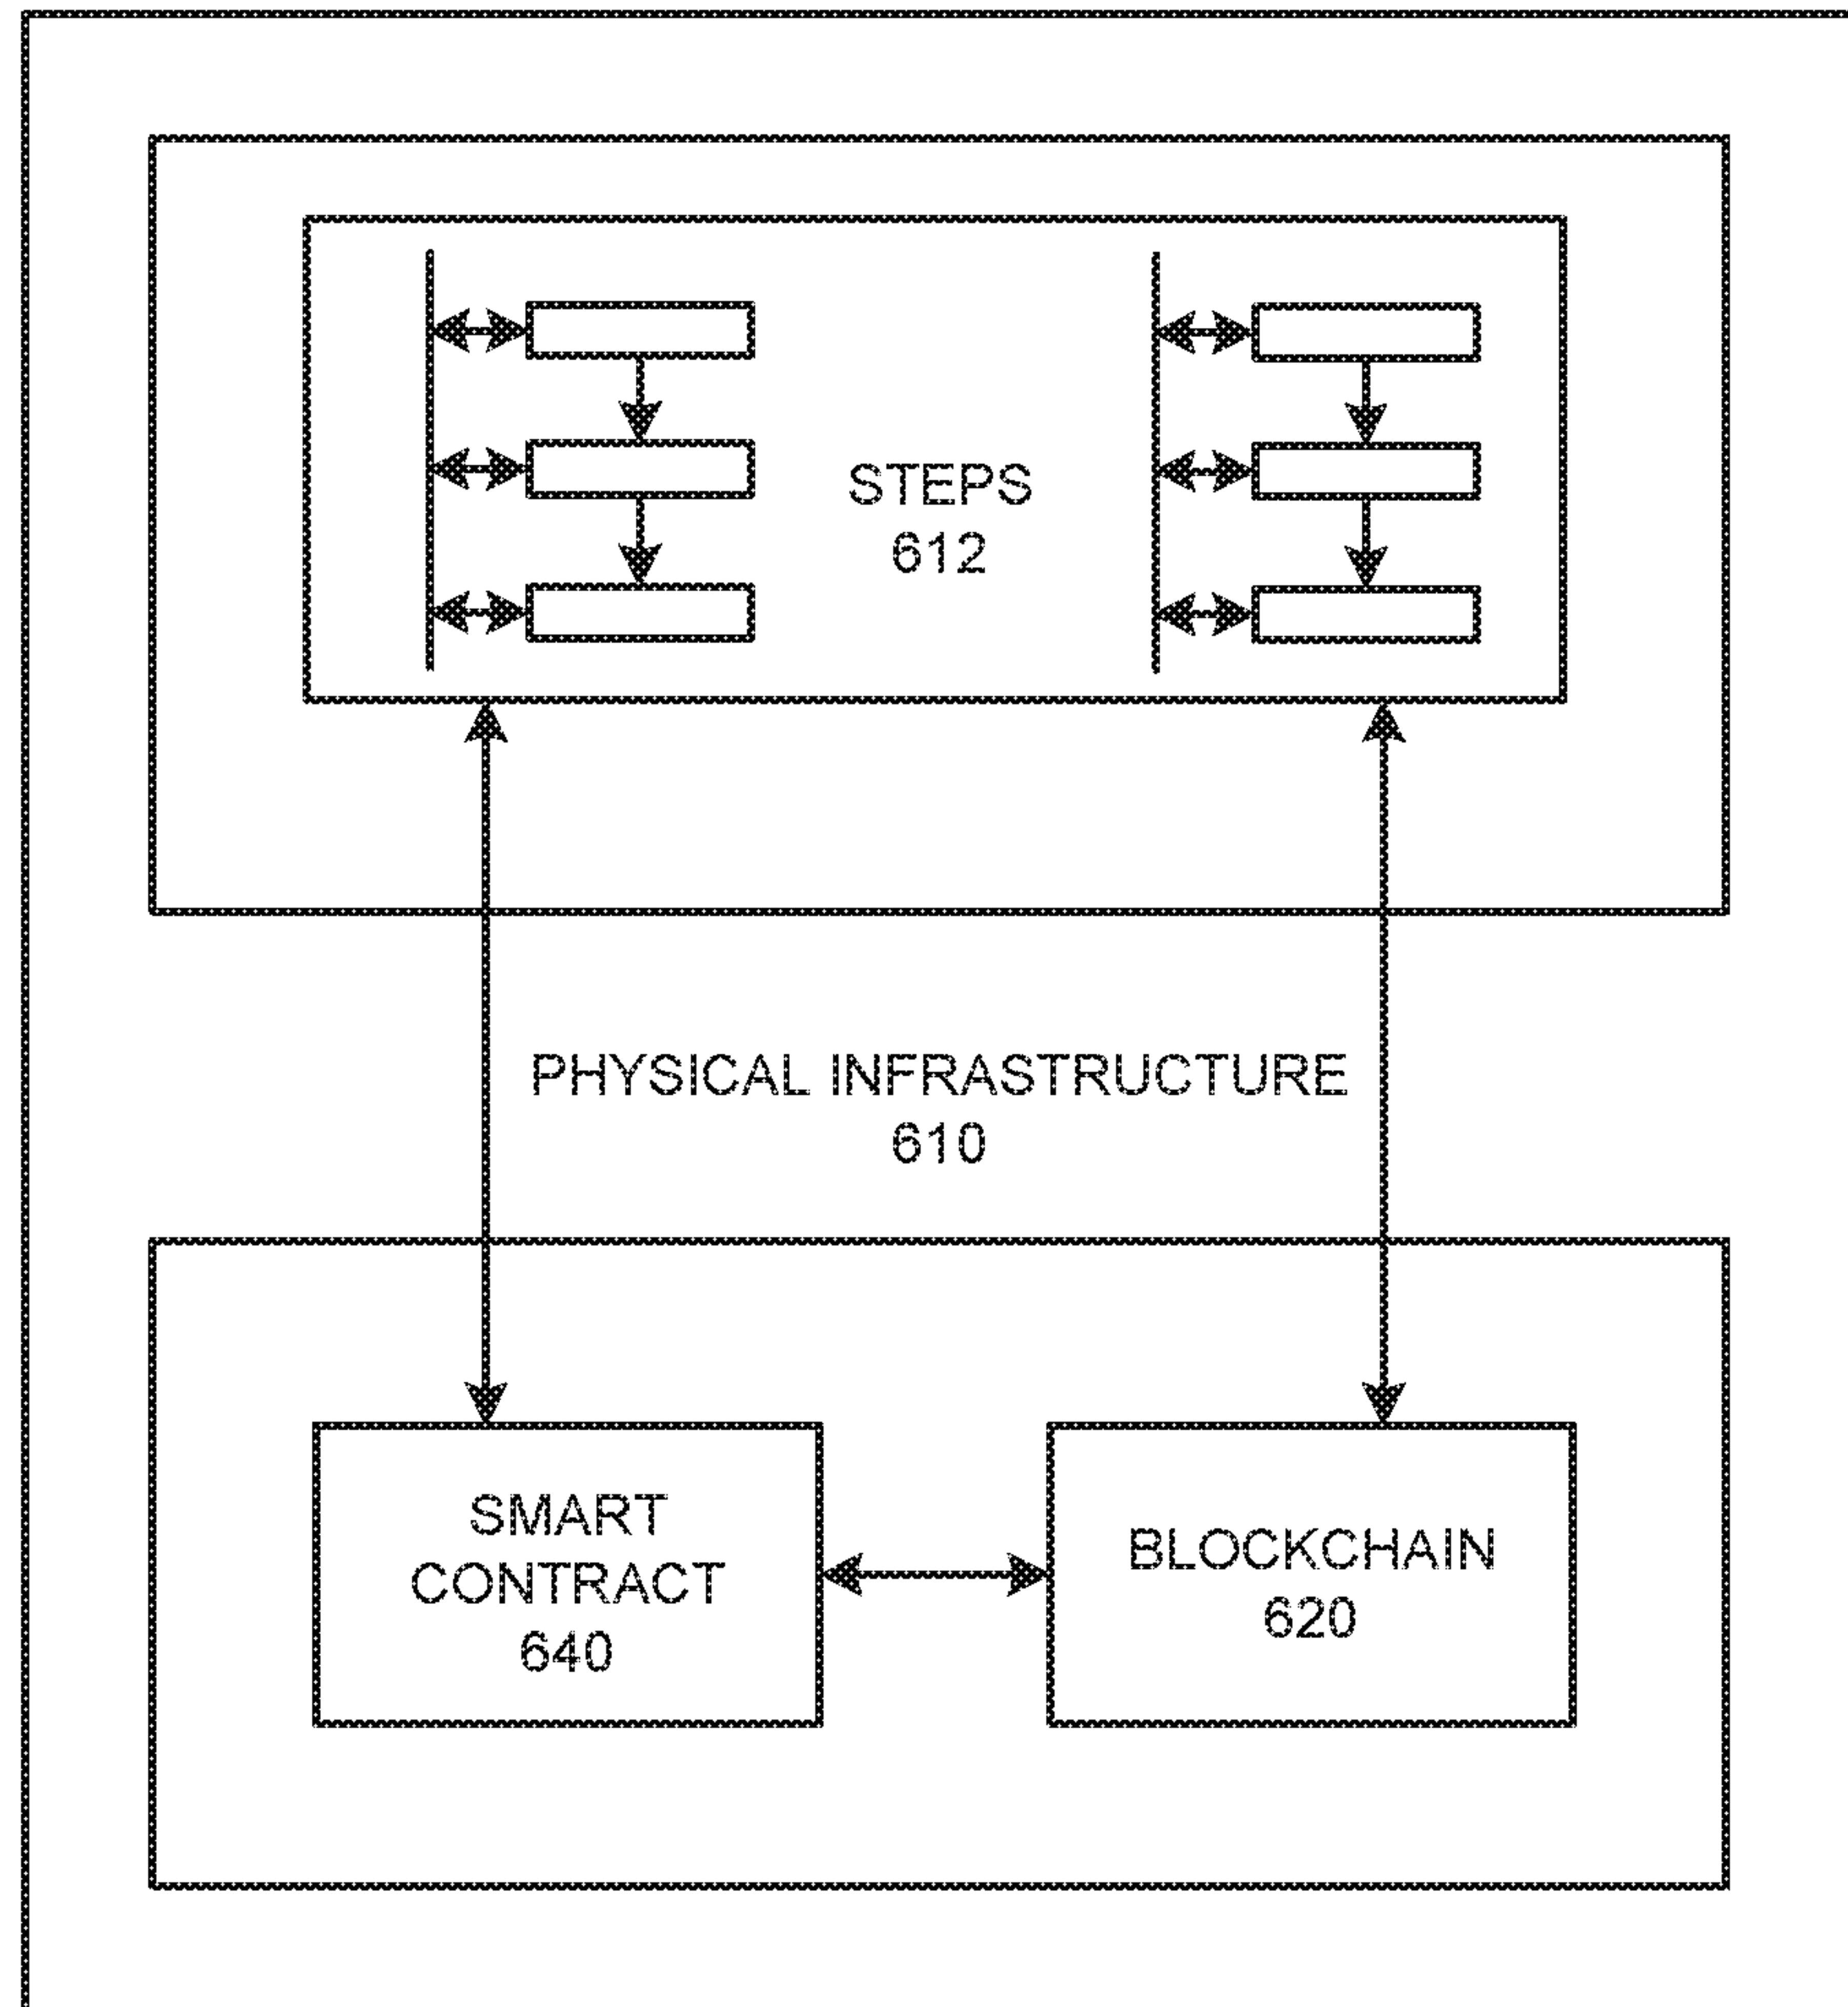 STEPS
612
PHYSICAL INFRASTRUCTURE
610
SMART
CONTRACT
640
BLOCKCHAIN
620